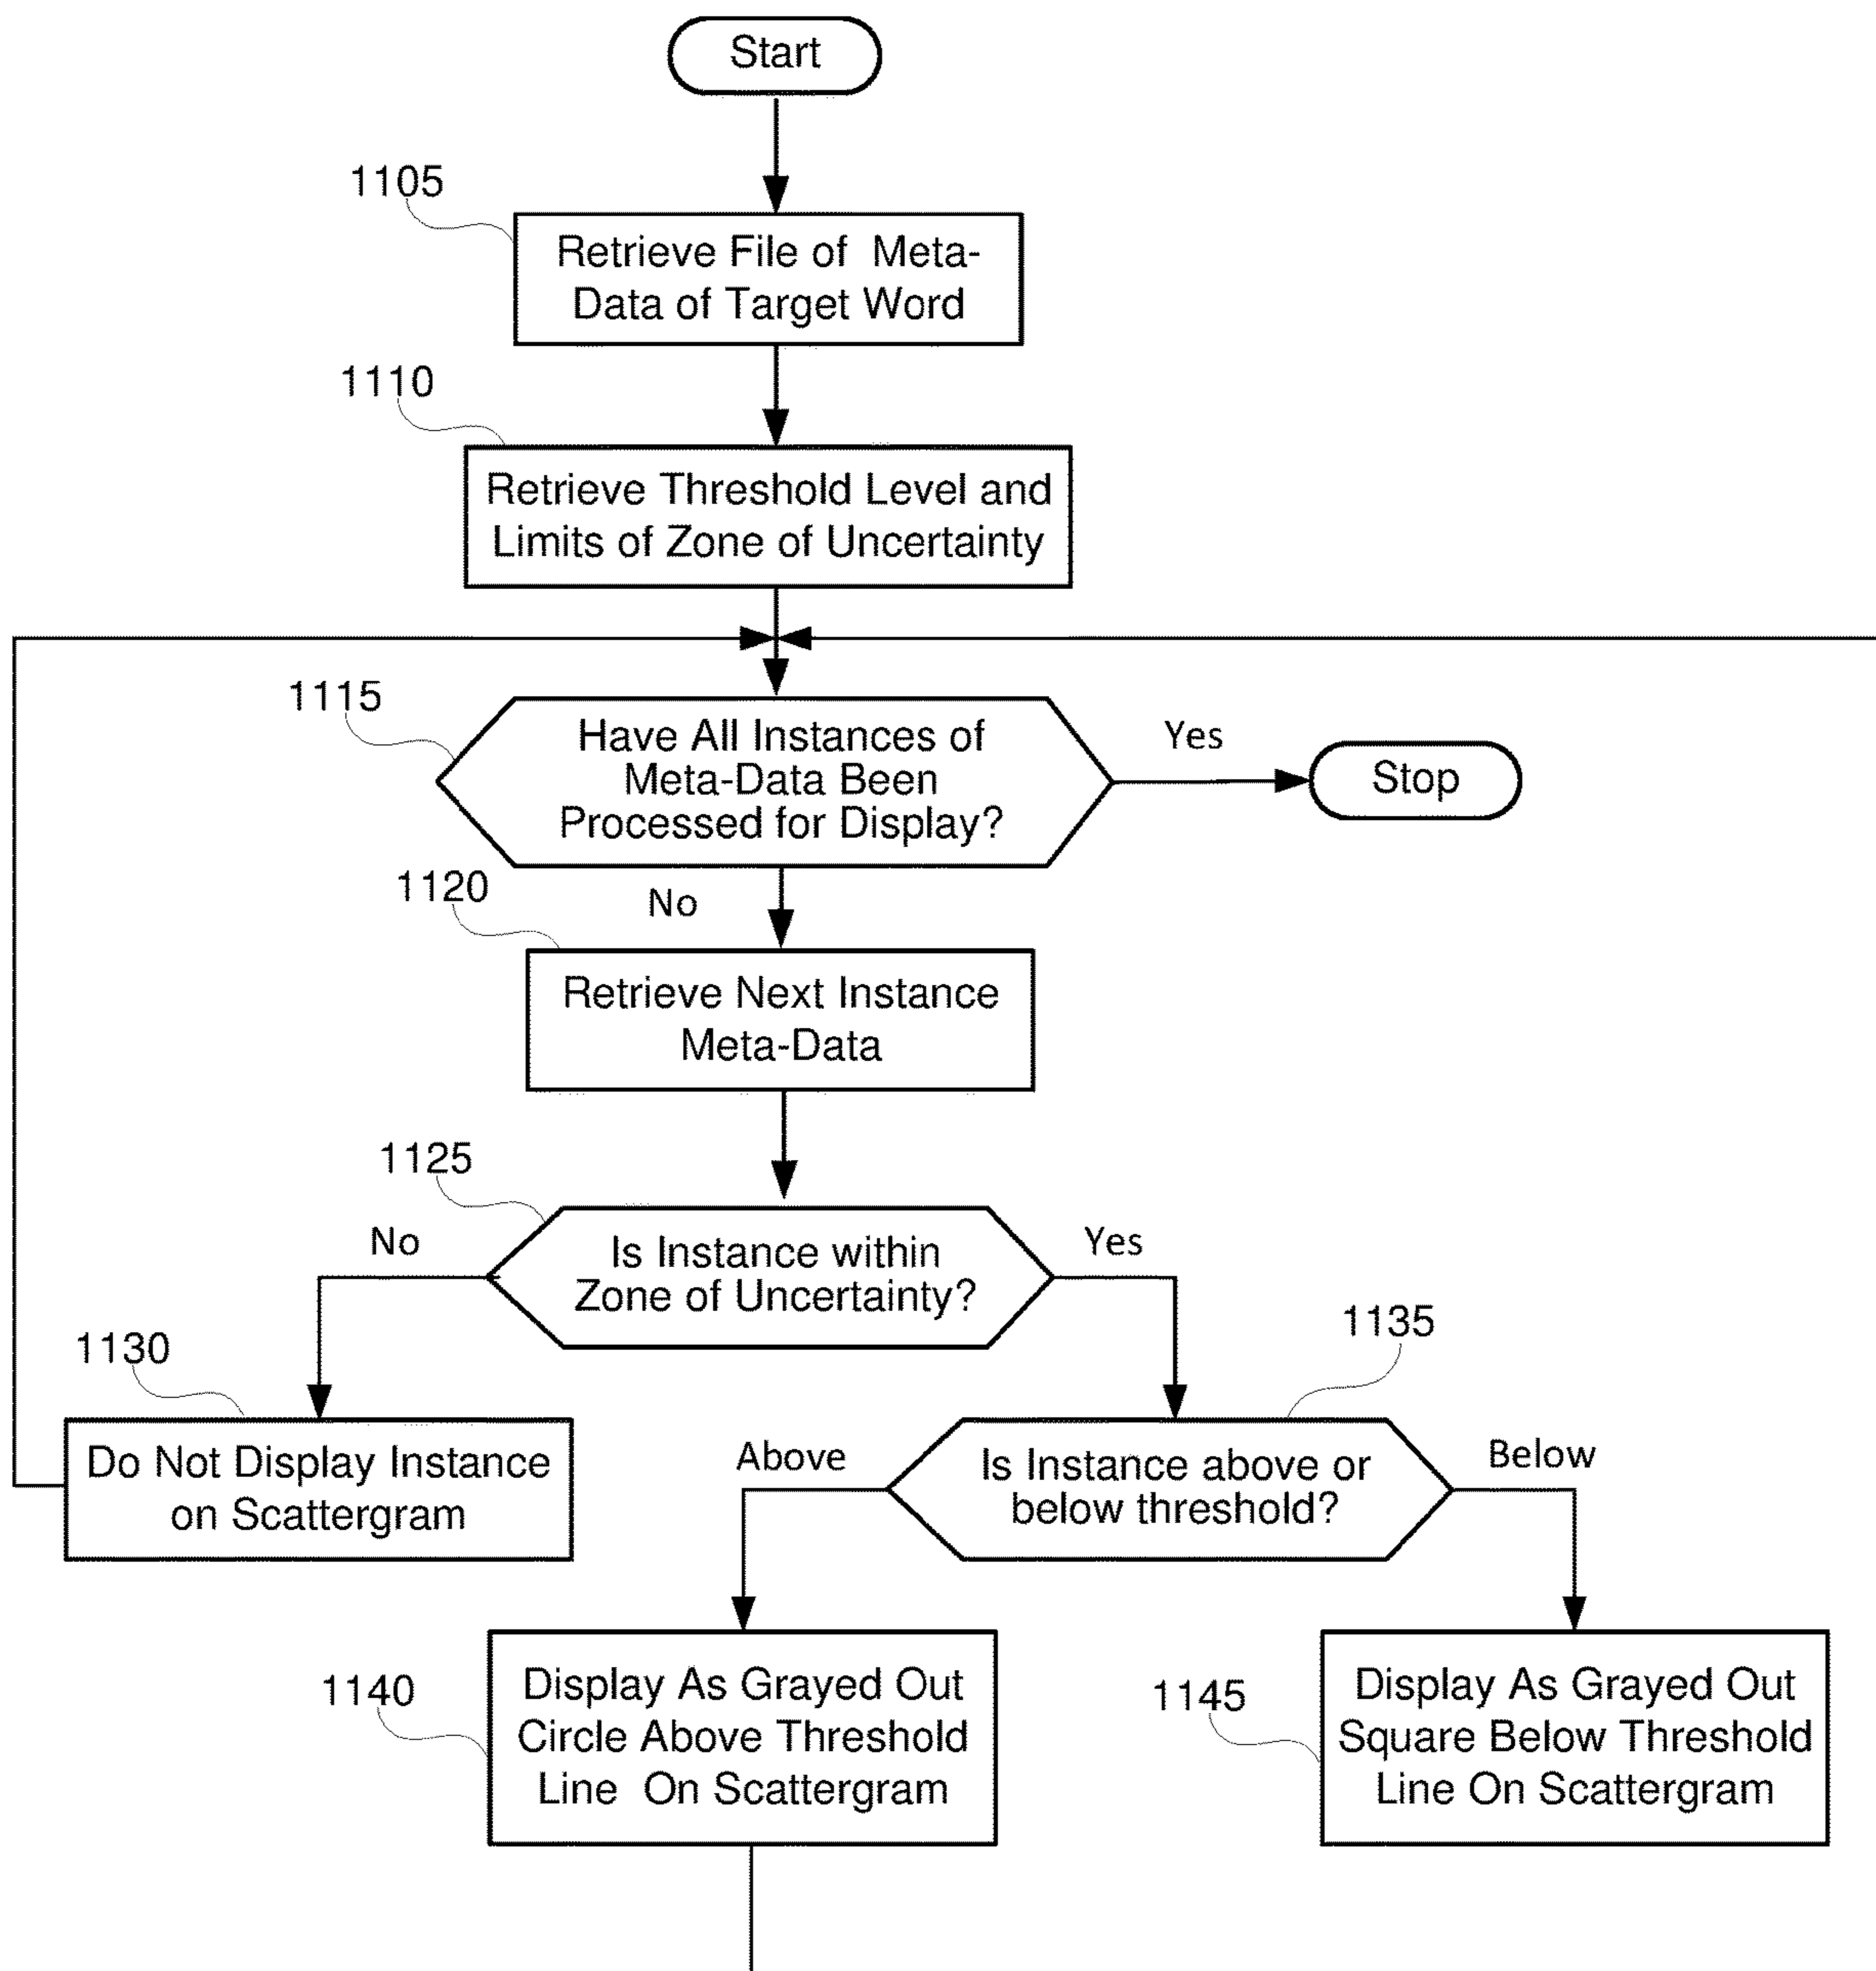 Start
1105
Retrieve File of Meta-
Data of Target Word
1110
Retrieve Threshold Level and
Limits of Zone of Uncertainty
1115
Have All Instances of
Meta-Data Been
Processed for Display?
Yes
Stop
1120
No
Retrieve Next Instance
Meta-Data
1125
No
Is Instance within
Zone of Uncertainty?
Yes
1130
Do Not Display Instance
on Scattergram
1135
Above
Is Instance above or
below threshold?
Below
1140
Display As Grayed Out
Circle Above Threshold
Line On Scattergram
1145
Display As Grayed Out
Square Below Threshold
Line On Scattergram